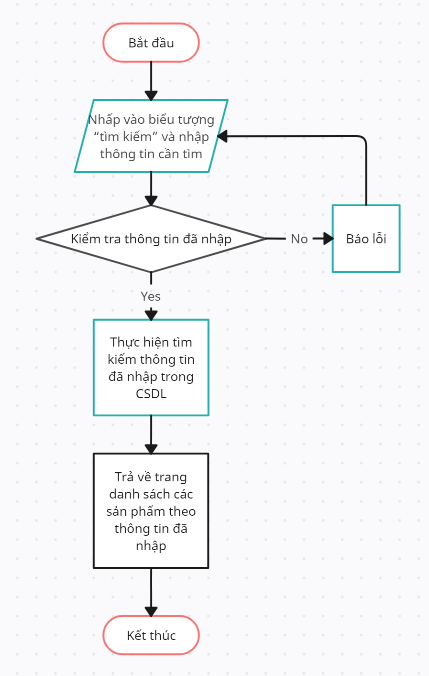 Bắt đầu
Nhấp vào biểu tượng
“tìm kiếm” và nhập
thông tin cần tìm
Kiểm tra thông tin đã nhập
No
Báo lỗi
Yes
Thực hiện tìm
kiếm thông tin
đã nhập trong
CSDL
Trả về trang
danh sách các
sản phẩm theo
thông tin đã
nhập
Kết thúc